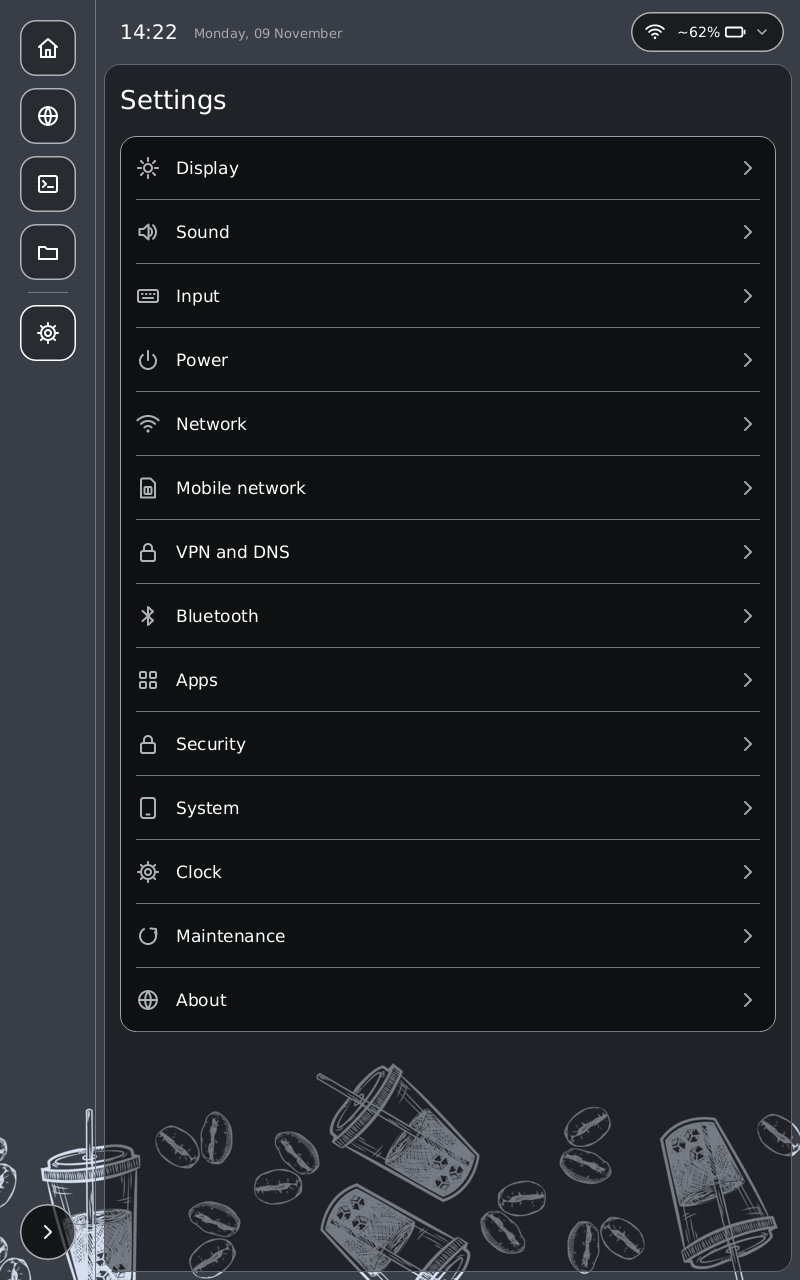 14:22 Monday, 09 November ~62%
Settings
Display
Sound
Input
Power
Network
Mobile network
VPN and DNS
Bluetooth
Apps
Security
System
Clock
Maintenance
About